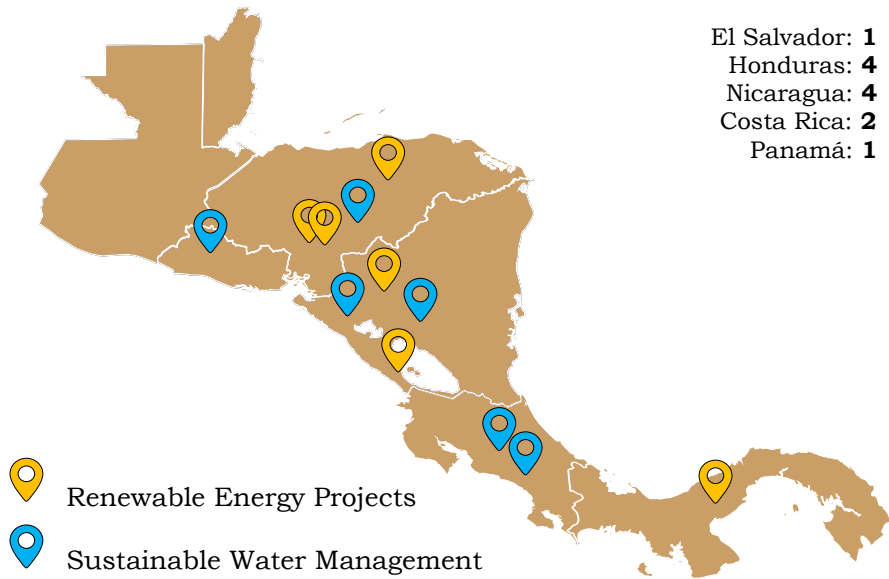 El Salvador: 1
Honduras: 4
Nicaragua: 4
Costa Rica: 2
Panamá: 1
Renewable Energy Projects
Sustainable Water Management